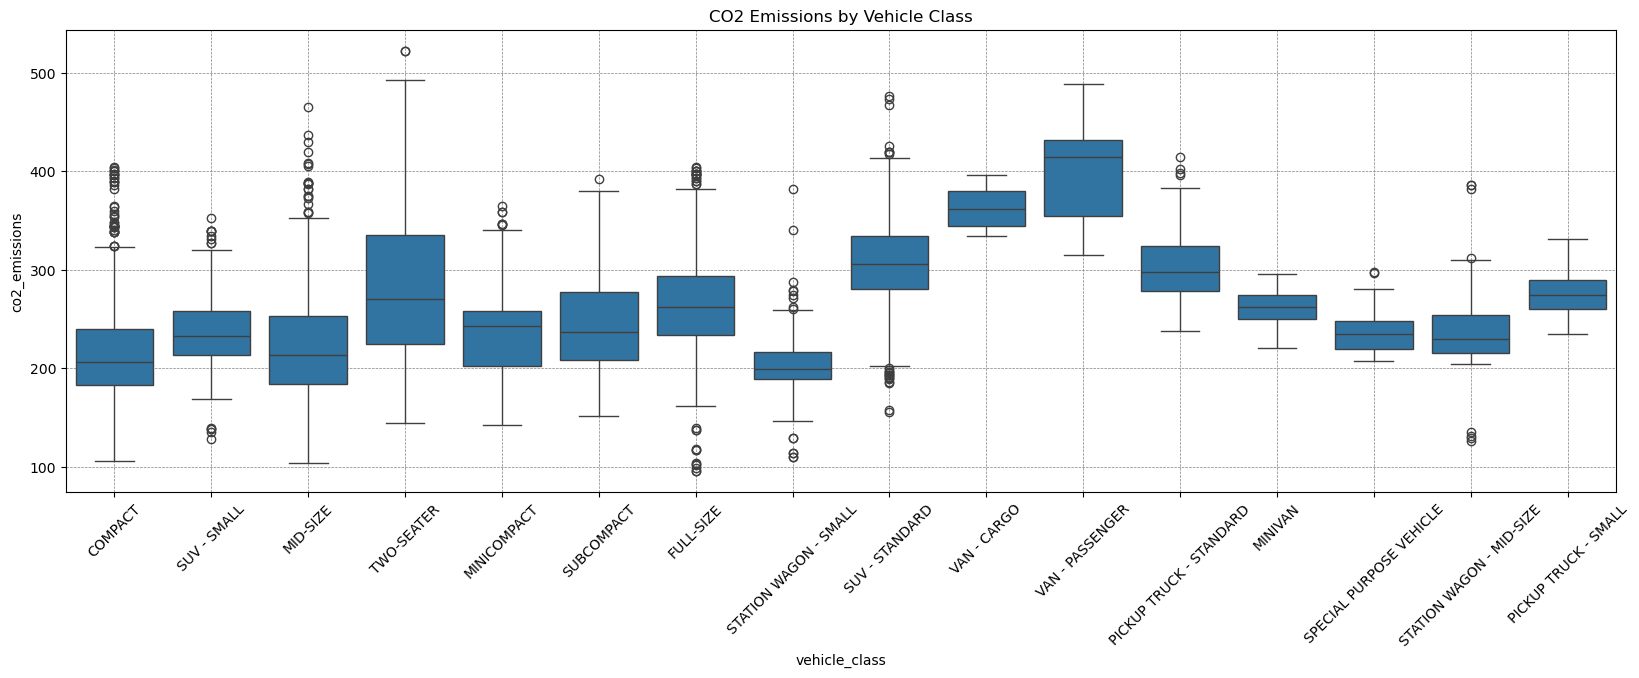 CO2 Emissions by Vehicle Class
co2_emissions
500
400
300
200
100
COMPACT
SUV - SMALL
MID-SIZE
TWO-SEATER
MINICOMPACT
SUBCOMPACT
FULL-SIZE
STATION WAGON - SMALL
SUV - STANDARD
VAN - CARGO
VAN - PASSENGER
PICKUP TRUCK - STANDARD
MINIVAN
SPECIAL PURPOSE VEHICLE
STATION WAGON - MID-SIZE
PICKUP TRUCK - SMALL
vehicle_class